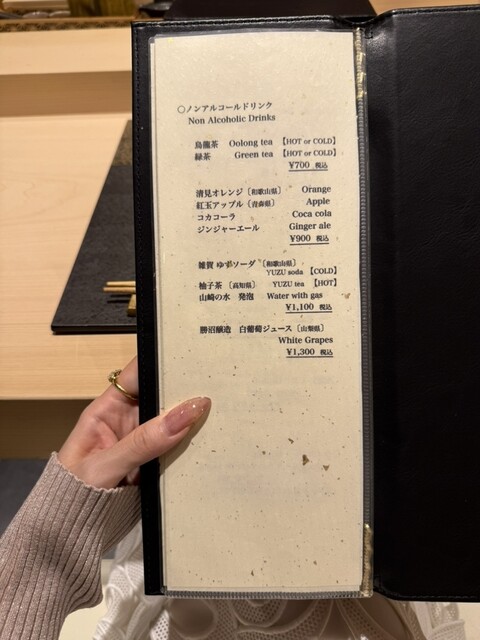 ○ノンアルコールドリンク
Non Alcoholic Drinks
烏龍茶 Oolong tea 【HOT or COLD】
緑茶 Green tea 【HOT or COLD】
¥700 税込
清見オレンジ〔和歌山県〕 Orange
紅玉アップル〔青森県〕 Apple
コカコーラ Coca cola
ジンジャーエール Ginger ale
¥900 税込
雑賀 ゆずソーダ〔和歌山県〕
YUZU soda 【COLD】
柚子茶〔高知県〕 YUZU tea 【HOT】
山崎の水 発泡 Water with gas
¥1,100 税込
勝沼醸造 白葡萄ジュース〔山梨県〕
White Grapes
¥1,300 税込